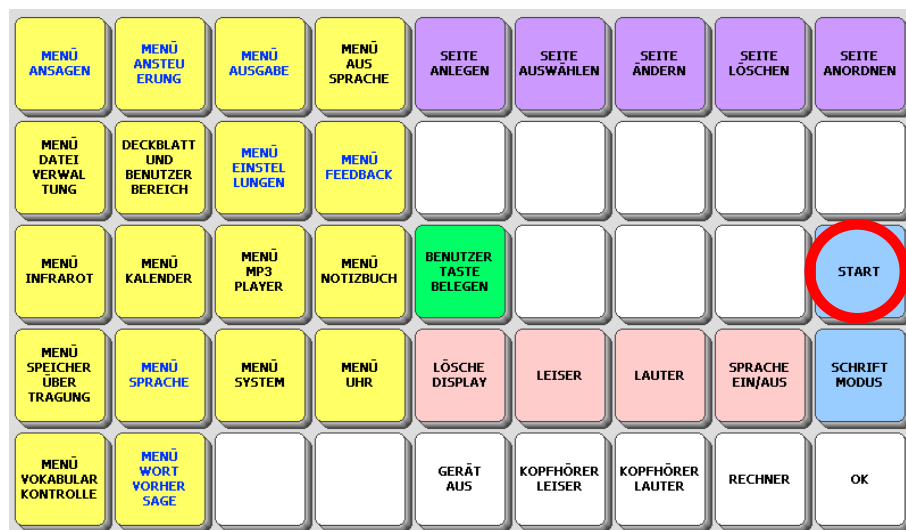 MENÜ
ANSAGEN
MENÜ
ANSTEU
ERUNG
MENÜ
AUSGABE
MENÜ
AUS
SPRACHE
SEITE
ANLEGEN
SEITE
AUSWÄHLEN
SEITE
ÄNDERN
SEITE
LÖSCHEN
SEITE
ANORDNEN
MENÜ
DATEI
VERWAL
TUNG
DECKBLATT
UND
BENUTZER
BEREICH
MENÜ
EINSTEL
LUNGEN
MENÜ
FEEDBACK
MENÜ
INFRAROT
MENÜ
KALENDER
MENÜ
MP3
PLAYER
MENÜ
NOTIZBUCH
BENUTZER
TASTE
BELEGEN
START
MENÜ
SPEICHER
ÜBER
TRAGUNG
MENÜ
SPRACHE
MENÜ
SYSTEM
MENÜ
UHR
LÖSCHE
DISPLAY
LEISER
LAUTER
SPRACHE
EIN/AUS
SCHRIFT
MODUS
MENÜ
VOKABULAR
KONTROLLE
MENÜ
WORT
VORHER
SAGE
GERÄT
AUS
KOPFHÖRER
LEISER
KOPFHÖRER
LAUTER
RECHNER
OK